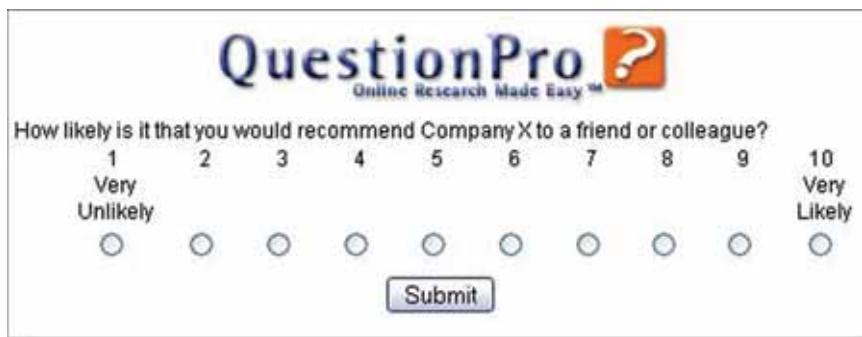 QuestionPro ?
Online Research Made Easy ™
How likely is it that you would recommend Company X to a friend or colleague?
1 2 3 4 5 6 7 8 9 10
Very Very
Unlikely Likely
Submit